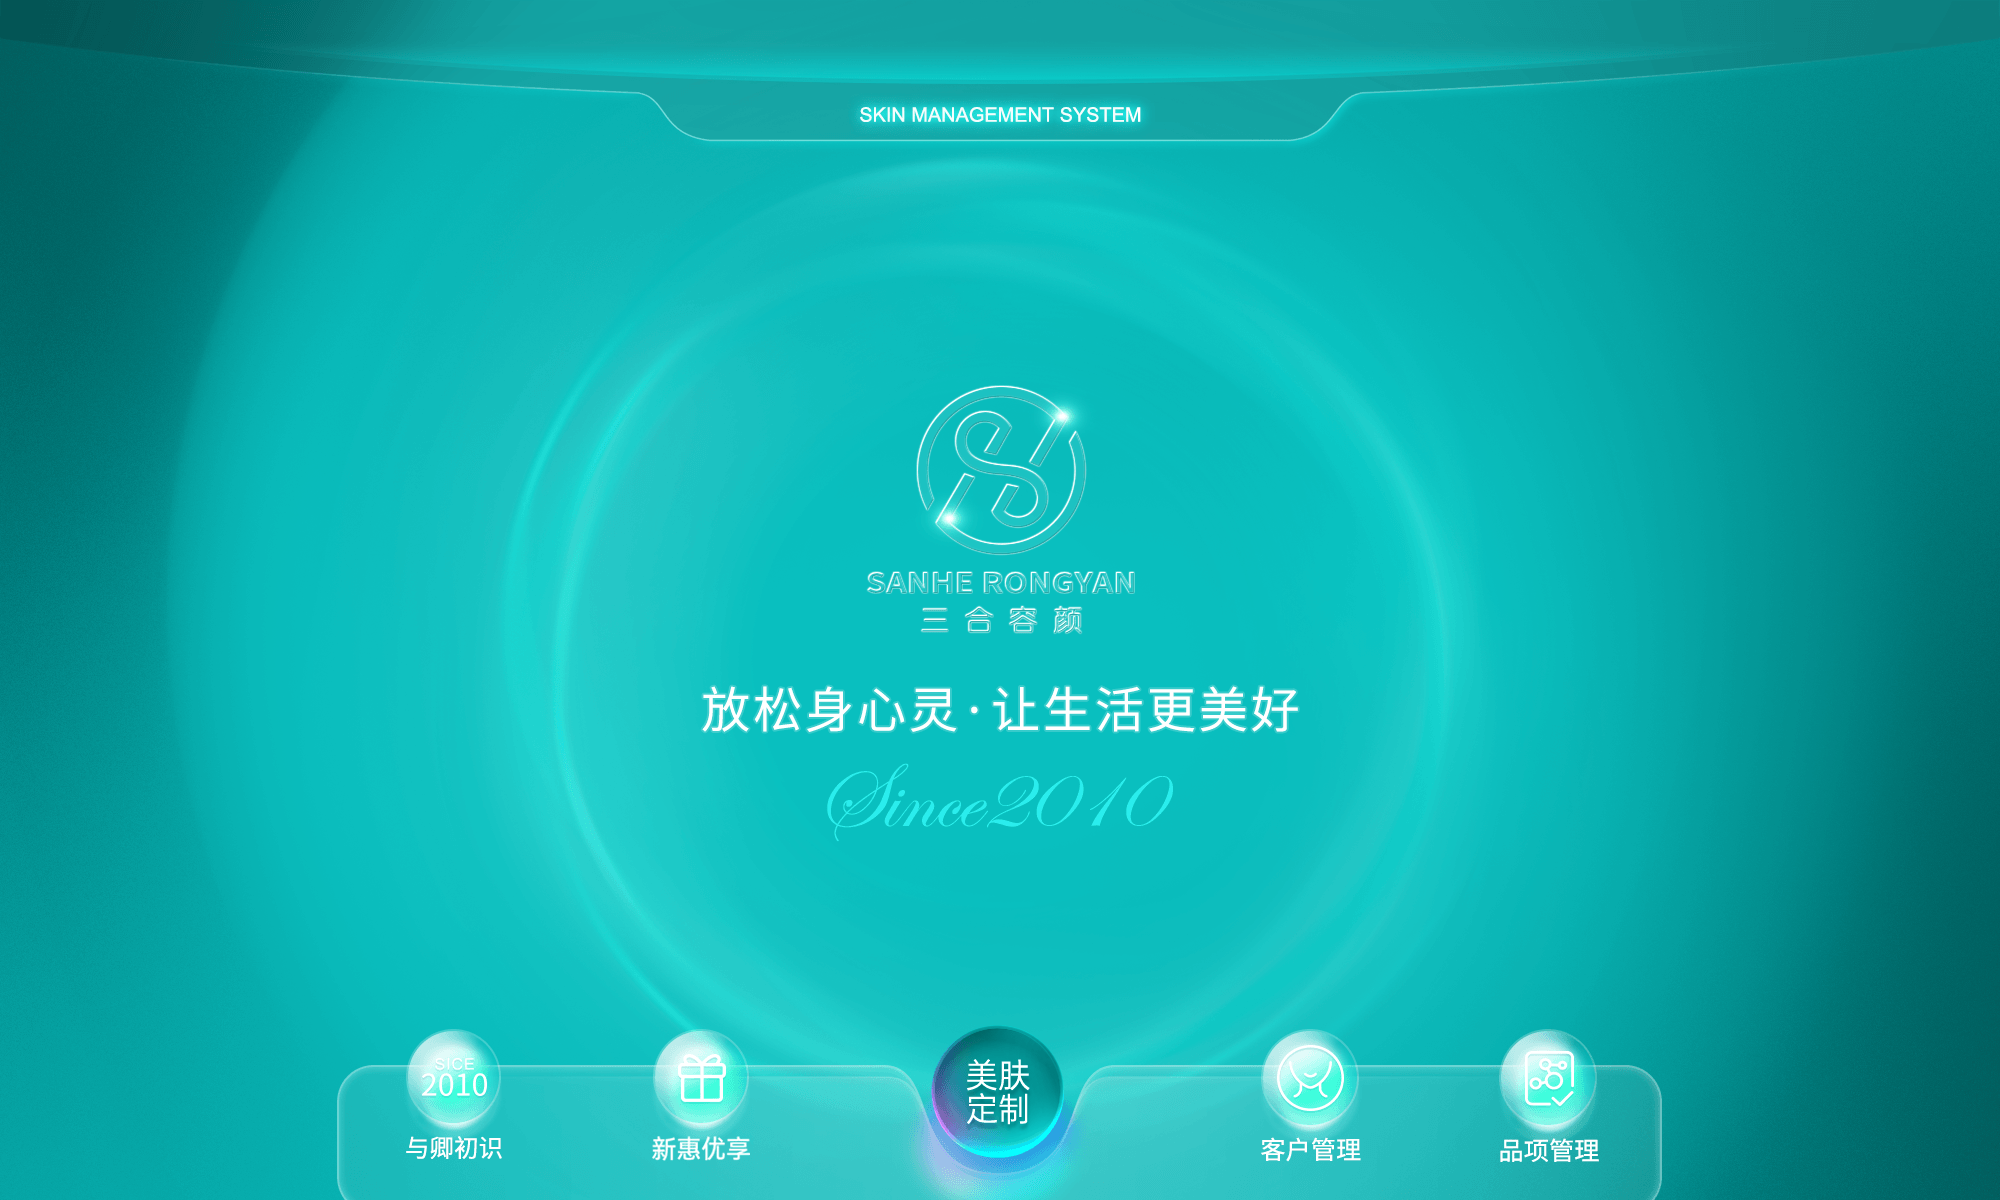 SKIN MANAGEMENT SYSTEM
SANHE RONGYAN
三合容颜
放松身心灵·让生活更美好
Since2010
SICE
2010
与卿初识
新惠优享
美肤
定制
客户管理
品项管理